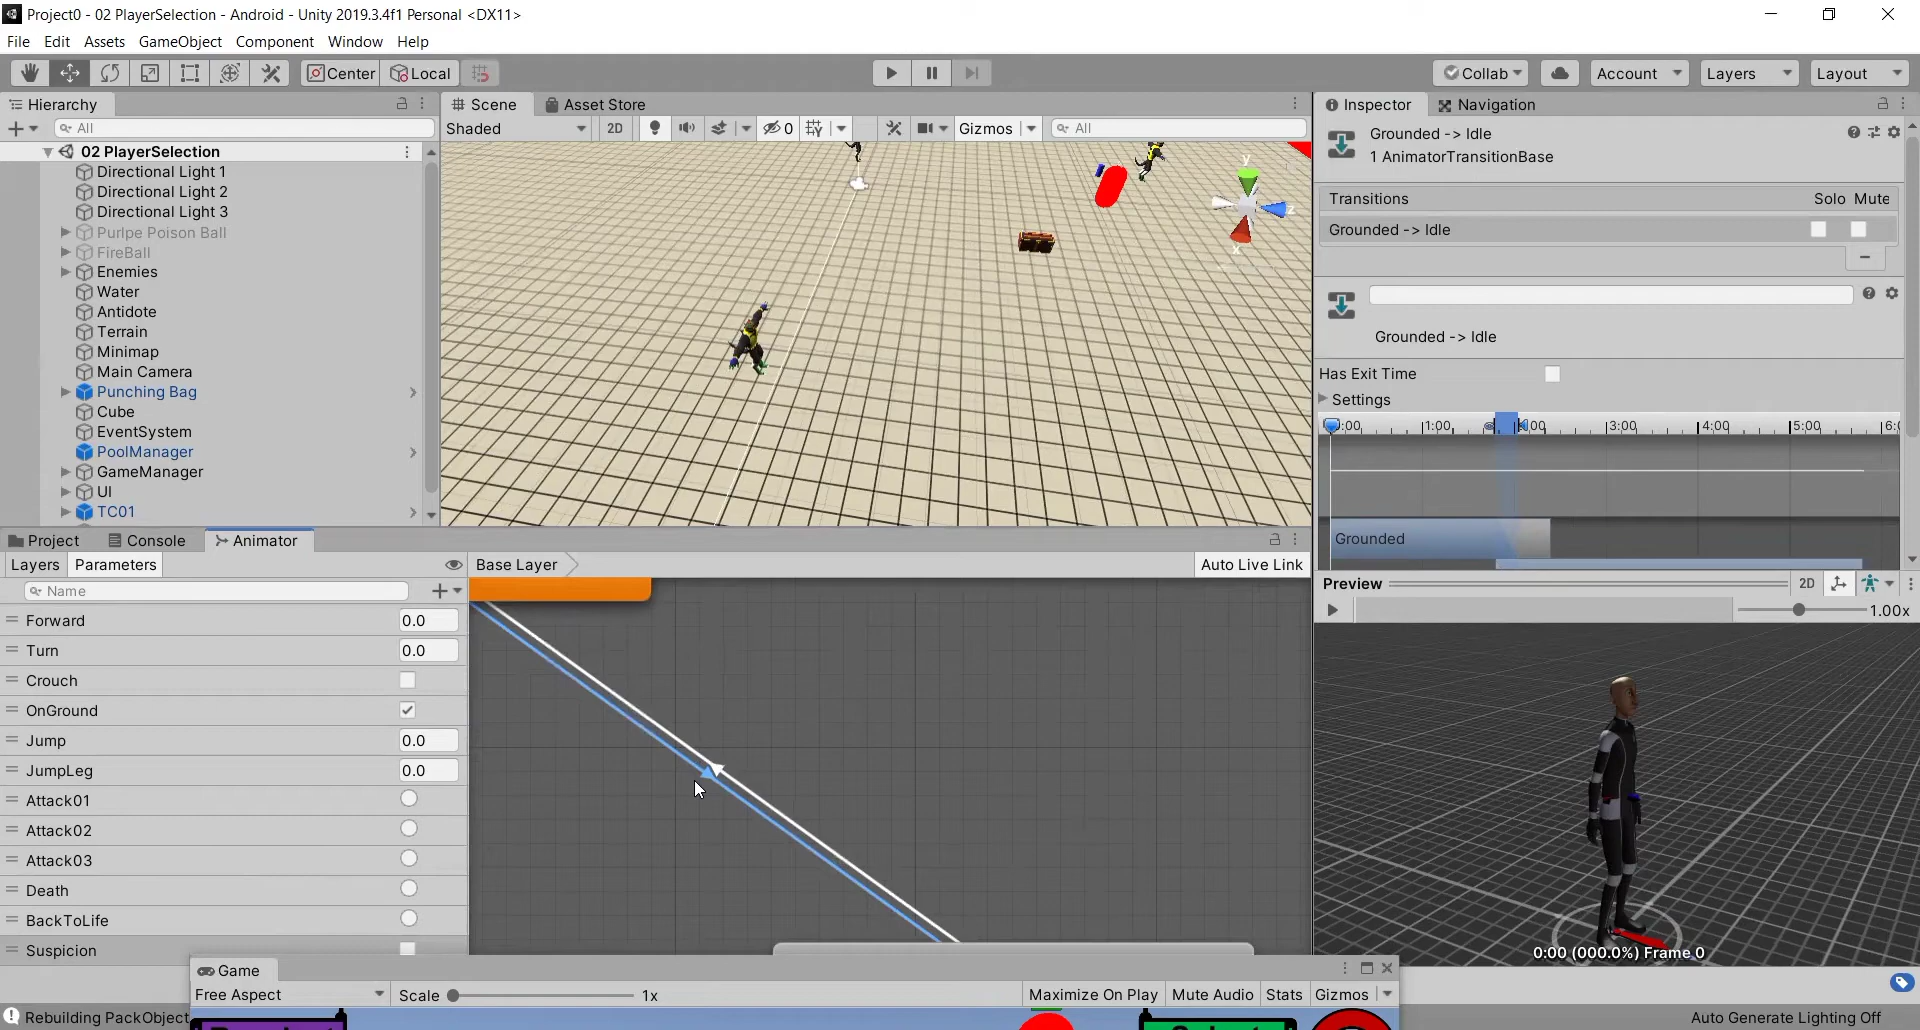 Project0 - 02 PlayerSelection - Android - Unity 2019.3.4f1 Personal <DX11>
File Edit Assets GameObject Component Window Help
Center Local Collab Account Layers Layout
Hierarchy
All
02 PlayerSelection
Directional Light 1
Directional Light 2
Directional Light 3
Purlpe Poison Ball
FireBall
Enemies
Water
Antidote
Terrain
Minimap
Main Camera
Punching Bag
Cube
EventSystem
PoolManager
GameManager
UI
TC01
Scene Asset Store
Shaded 2D 0 Gizmos All
y
z
x
Inspector Navigation
Grounded -> Idle
1 AnimatorTransitionBase
Transitions Solo Mute
Grounded -> Idle
Grounded -> Idle
Has Exit Time
Settings
1:00 3:00 4:00 5:00
Grounded
Preview 2D
1.00x
0:00 (000.0%) Frame 0
Project Console Animator
Layers Parameters Base Layer Auto Live Link
Name
Forward 0.0
Turn 0.0
Crouch
OnGround
Jump 0.0
JumpLeg 0.0
Attack01
Attack02
Attack03
Death
BackToLife
Suspicion
Game
Free Aspect Scale 1x Maximize On Play Mute Audio Stats Gizmos
Rebuilding PackObject
Auto Generate Lighting Off